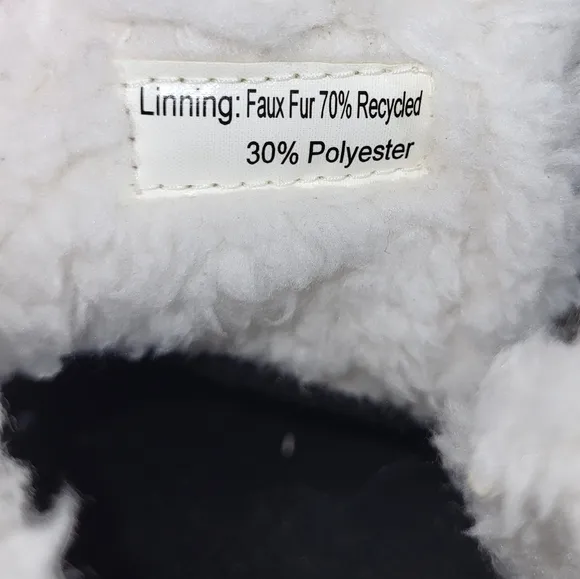 Linning: Faux Fur 70% Recycled
30% Polyester